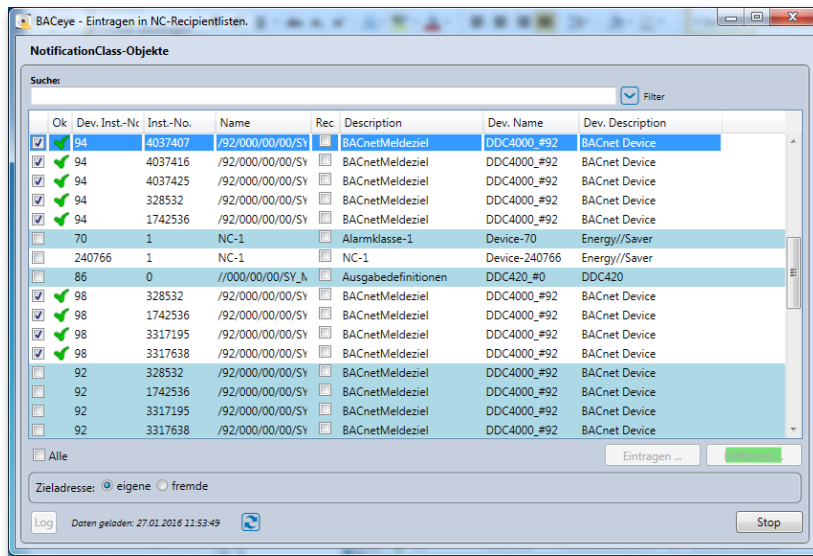 BACeye - Eintragen in NC-Recipientlisten.
NotificationClass-Objekte
Suche:
Filter
Ok Dev. Inst.-No Inst.-No. Name Rec. Description Dev. Name Dev. Description
94 4037407 /92/000/00/00/SY BACnetMeldeziel DDC4000_#92 BACnet Device
94 4037416 /92/000/00/00/SY BACnetMeldeziel DDC4000_#92 BACnet Device
94 4037425 /92/000/00/00/SY BACnetMeldeziel DDC4000_#92 BACnet Device
94 328532 /92/000/00/00/SY BACnetMeldeziel DDC4000_#92 BACnet Device
94 1742536 /92/000/00/00/SY BACnetMeldeziel DDC4000_#92 BACnet Device
70 1 NC-1 Alarmklasse-1 Device-70 Energy//Saver
240766 1 NC-1 NC-1 Device-240766 Energy//Saver
86 0 //000/00/00/SY_M Ausgabedefinitionen DDC420_#0 DDC420
98 328532 /92/000/00/00/SY BACnetMeldeziel DDC4000_#92 BACnet Device
98 1742536 /92/000/00/00/SY BACnetMeldeziel DDC4000_#92 BACnet Device
98 3317195 /92/000/00/00/SY BACnetMeldeziel DDC4000_#92 BACnet Device
98 3317638 /92/000/00/00/SY BACnetMeldeziel DDC4000_#92 BACnet Device
92 328532 /92/000/00/00/SY BACnetMeldeziel DDC4000_#92 BACnet Device
92 1742536 /92/000/00/00/SY BACnetMeldeziel DDC4000_#92 BACnet Device
92 3317195 /92/000/00/00/SY BACnetMeldeziel DDC4000_#92 BACnet Device
92 3317638 /92/000/00/00/SY BACnetMeldeziel DDC4000_#92 BACnet Device
Alle
Eintragen ... Entfernen ...
Zieladresse: eigene fremde
Log Daten geladen: 27.01.2016 11:53:49 Stop